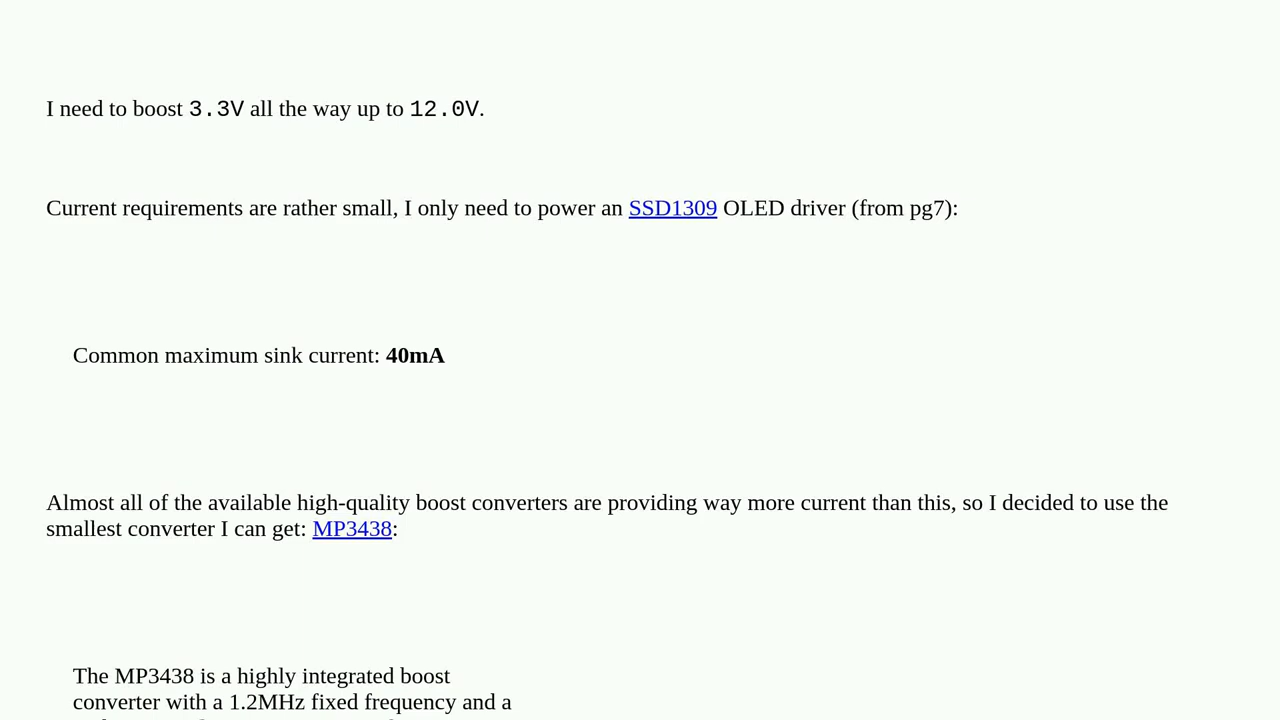 I need to boost 3.3V all the way up to 12.0V.
Current requirements are rather small, I only need to power an SSD1309 OLED driver (from pg7):
Common maximum sink current: 40mA
Almost all of the available high-quality boost converters are providing way more current than this, so I decided to use the
smallest converter I can get: MP3438:
The MP3438 is a highly integrated boost
converter with a 1.2MHz fixed frequency and a